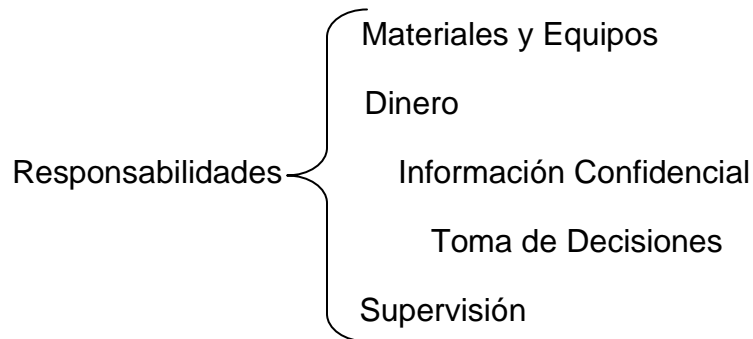 Materiales y Equipos
Dinero
Responsabilidades Información Confidencial
Toma de Decisiones
Supervisión